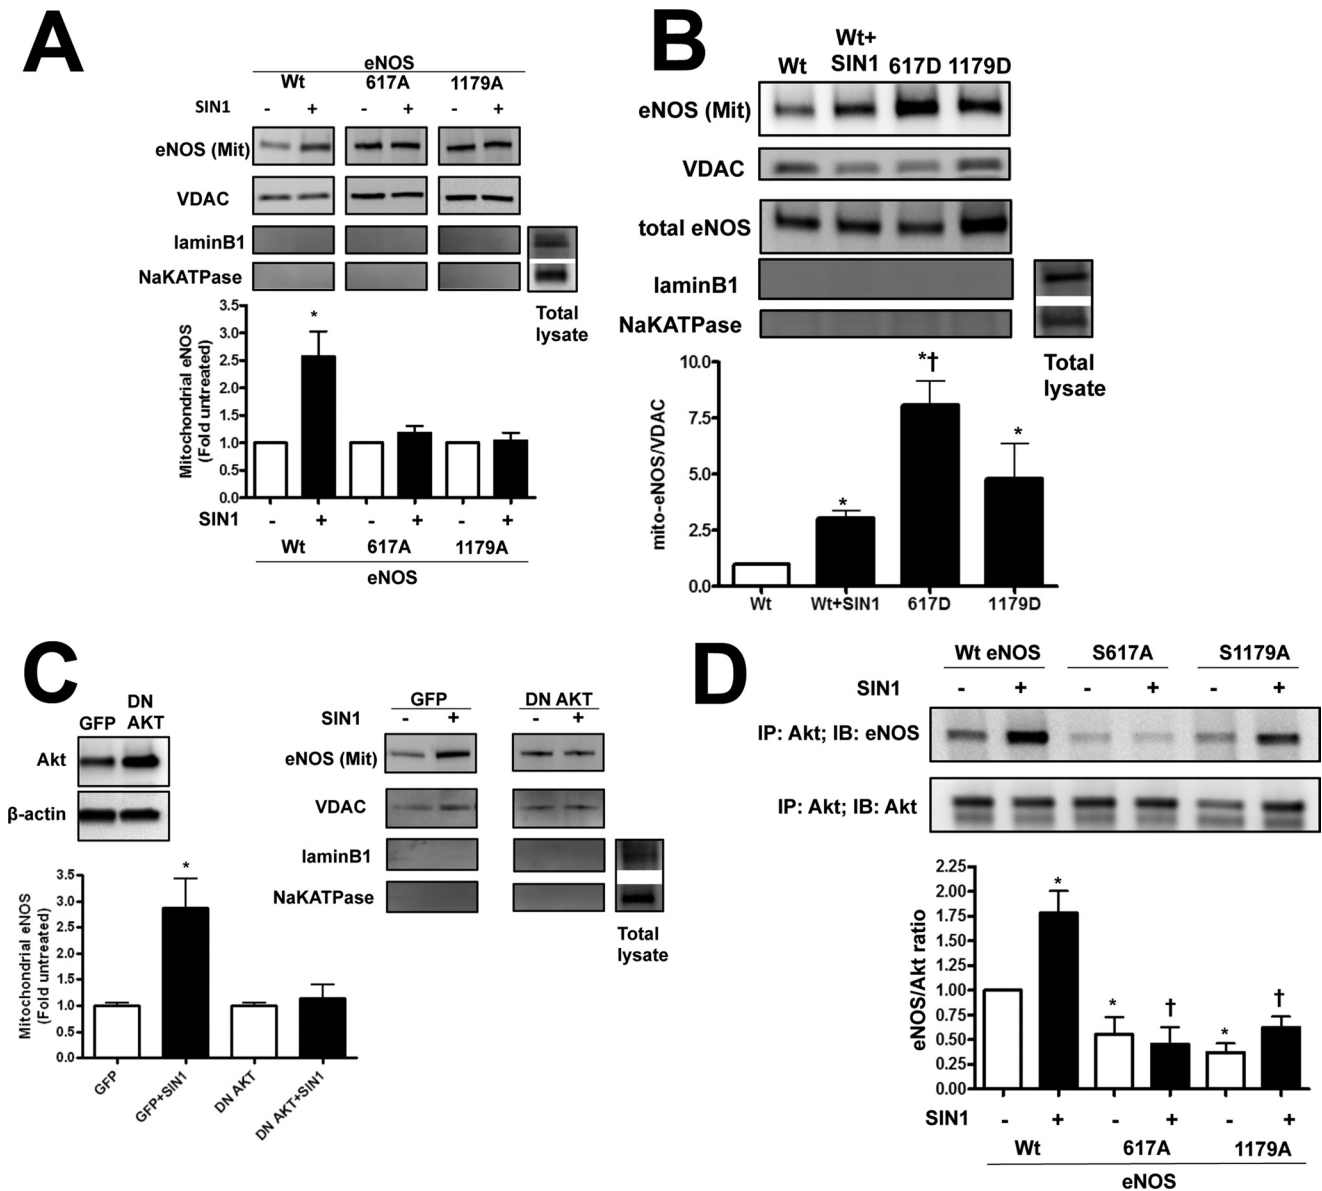 A
eNOS
Wt 617A 1179A
SIN1 - + - + - +
eNOS (Mit)
VDAC
laminB1
NaKATPase
Total
lysate
Mitochondrial eNOS
(Fold untreated)
3.5
3.0
2.5
2.0
1.5
1.0
0.5
0.0
*
SIN1 - + - + - +
Wt 617A 1179A
eNOS
B
Wt Wt+ SIN1 617D 1179D
eNOS (Mit)
VDAC
total eNOS
laminB1
NaKATPase
Total
lysate
mito-eNOS/VDAC
10.0
7.5
5.0
2.5
0.0
* *† *
Wt Wt+SIN1 617D 1179D
C
GFP DN AKT
Akt
β-actin
GFP DN AKT
SIN1 - + - +
eNOS (Mit)
VDAC
laminB1
NaKATPase
Total
lysate
Mitochondrial eNOS
(Fold untreated)
3.5
3.0
2.5
2.0
1.5
1.0
0.5
0.0
*
GFP GFP+SIN1 DN AKT DN AKT+SIN1
D
Wt eNOS S617A S1179A
SIN1 - + - + - +
IP: Akt; IB: eNOS
IP: Akt; IB: Akt
eNOS/Akt ratio
2.25
2.00
1.75
1.50
1.25
1.00
0.75
0.50
0.25
0.00
* * † * †
SIN1 - + - + - +
Wt 617A 1179A
eNOS